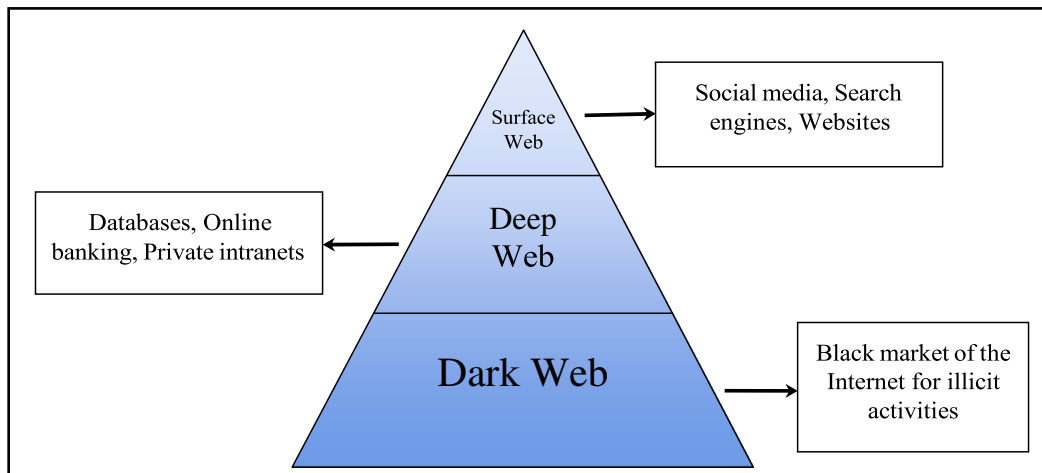 Surface
Web
Social media, Search
engines, Websites
Deep
Web
Databases, Online
banking, Private intranets
Dark Web
Black market of the
Internet for illicit
activities